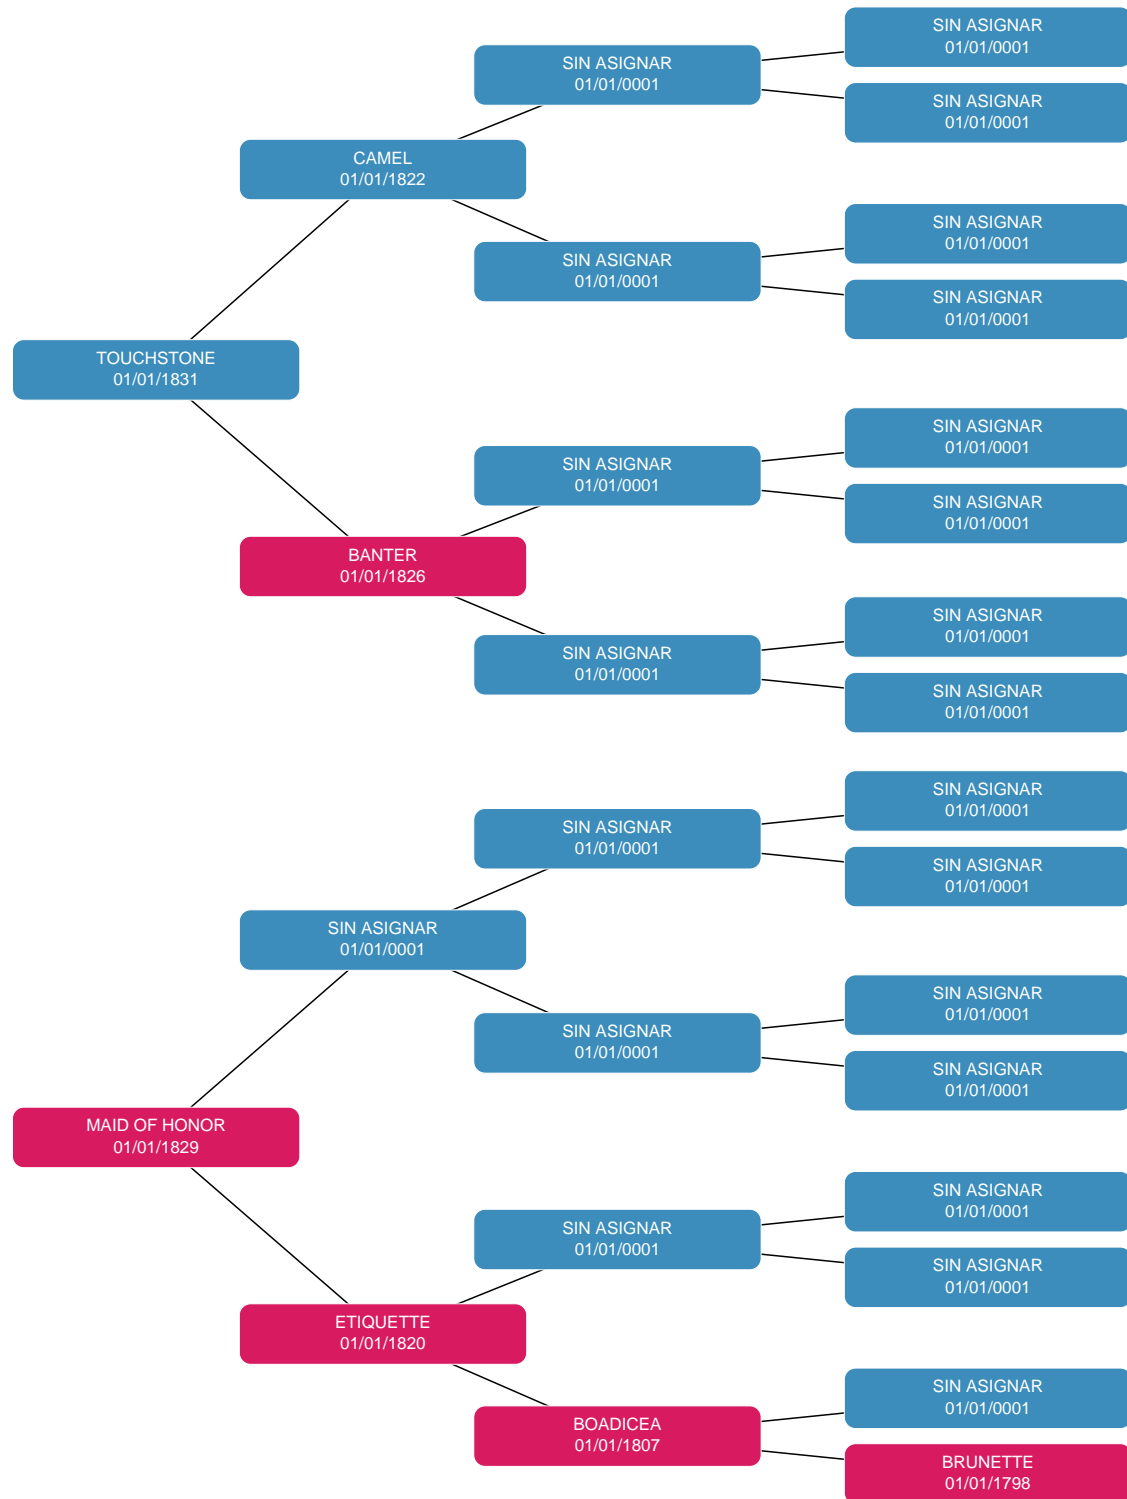 SIN ASIGNAR
01/01/0001
SIN ASIGNAR
01/01/0001
SIN ASIGNAR
01/01/0001
CAMEL
01/01/1822
SIN ASIGNAR
01/01/0001
SIN ASIGNAR
01/01/0001
SIN ASIGNAR
01/01/0001
TOUCHSTONE
01/01/1831
SIN ASIGNAR
01/01/0001
SIN ASIGNAR
01/01/0001
SIN ASIGNAR
01/01/0001
BANTER
01/01/1826
SIN ASIGNAR
01/01/0001
SIN ASIGNAR
01/01/0001
SIN ASIGNAR
01/01/0001
SIN ASIGNAR
01/01/0001
SIN ASIGNAR
01/01/0001
SIN ASIGNAR
01/01/0001
SIN ASIGNAR
01/01/0001
SIN ASIGNAR
01/01/0001
SIN ASIGNAR
01/01/0001
SIN ASIGNAR
01/01/0001
MAID OF HONOR
01/01/1829
SIN ASIGNAR
01/01/0001
SIN ASIGNAR
01/01/0001
SIN ASIGNAR
01/01/0001
ETIQUETTE
01/01/1820
SIN ASIGNAR
01/01/0001
BOADICEA
01/01/1807
BRUNETTE
01/01/1798